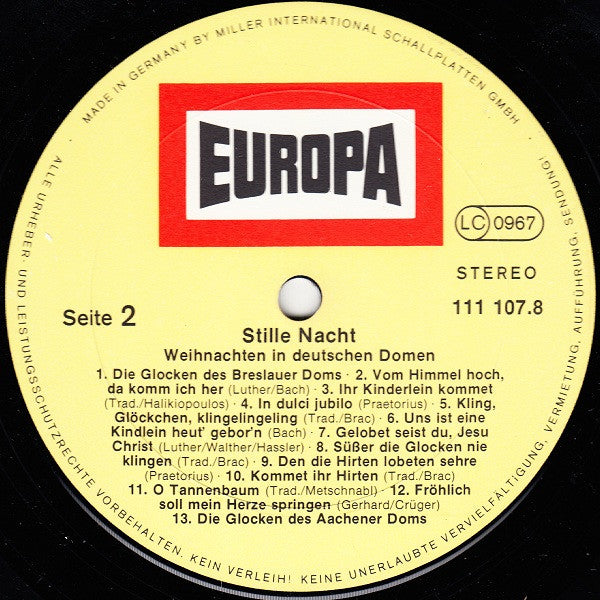 MADE IN GERMANY BY MILLER INTERNATIONAL SCHALLPLATTEN GMBH
EUROPA
LC 0967
STEREO
Seite 2
111 107.8
Stille Nacht
Weihnachten in deutschen Domen
1. Die Glocken des Breslauer Doms - 2. Vom Himmel hoch,
da komm ich her (Luther/Bach) - 3. Ihr Kinderlein kommet
(Trad./Halikiopoulos) - 4. In dulci jubilo (Praetorius) - 5. Kling,
Glöckchen, klingelingeling (Trad./Brac) - 6. Uns ist eine
Kindlein heut' gebor'n (Bach) - 7. Gelobet seist du, Jesu
Christ (Luther/Walther/Hassler) - 8. Süßer die Glocken nie
klingen (Trad./Brac) - 9. Den die Hirten lobeten sehre
(Praetorius) - 10. Kommet ihr Hirten (Trad./Brac)
11. O Tannenbaum (Trad./Metschnabl) - 12. Fröhlich
soll mein Herze springen (Gerhard/Crüger)
13. Die Glocken des Aachener Doms
ALLE URHEBER- UND LEISTUNGSSCHUTZRECHTE VORBEHALTEN. KEIN VERLEIH! KEINE UNERLAUBTE VERVIELFÄLTIGUNG, VERMIETUNG, AUFFÜHRUNG, SENDUNG!